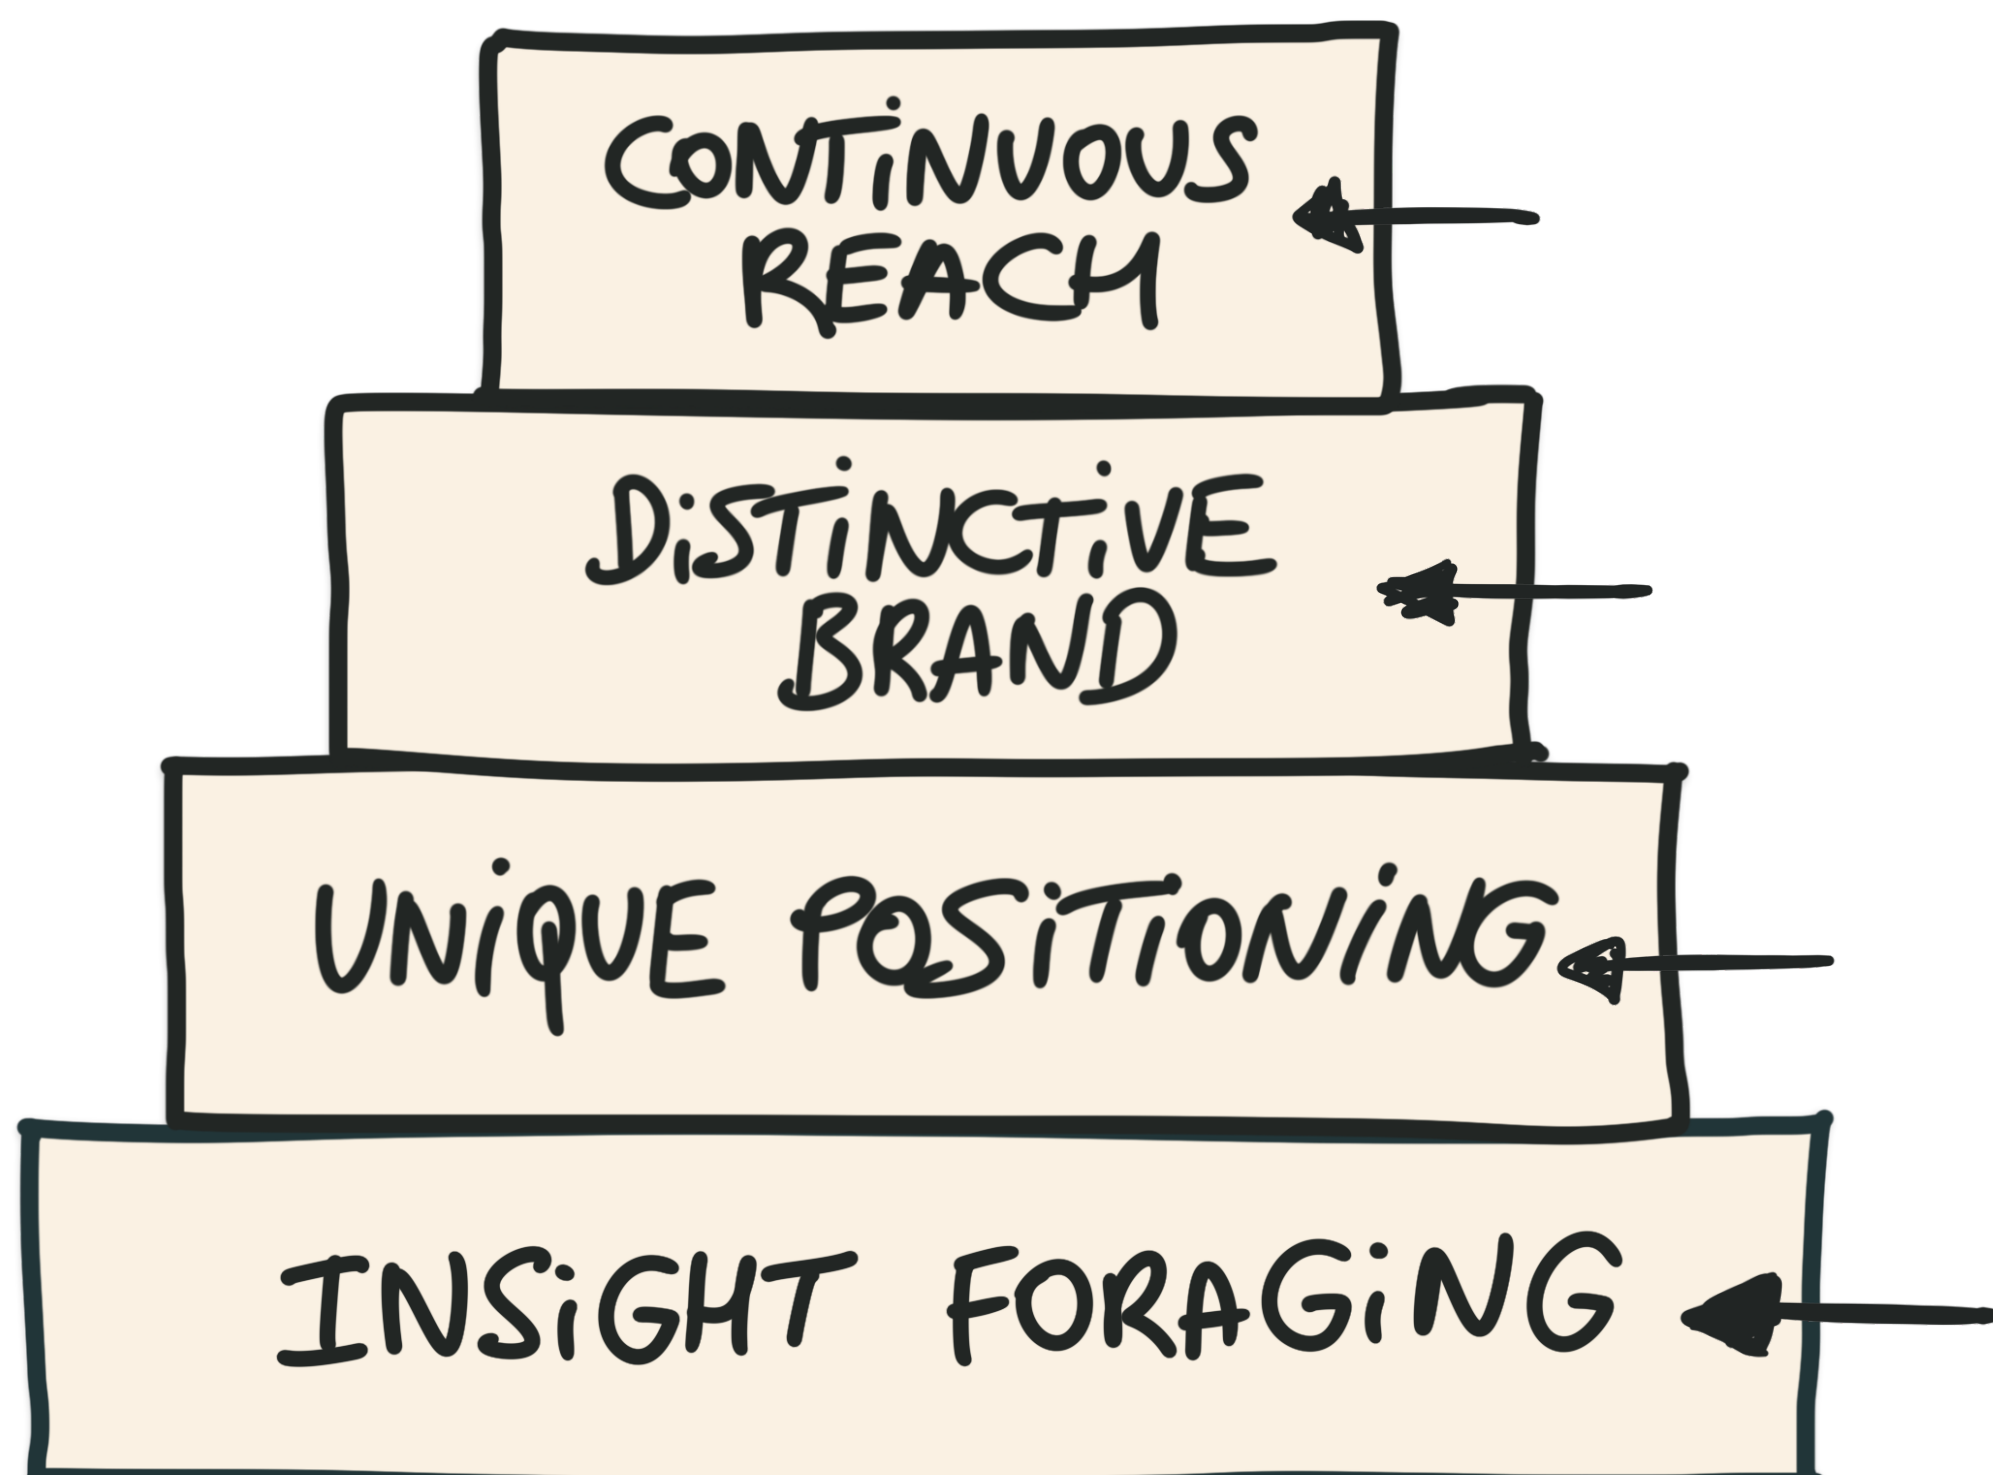 CONTiNUOUS
REACH
DiSTiNCTiVE
BRAND
UNiQUE POSiTiONiNG
INSiGHT FORAGiNG